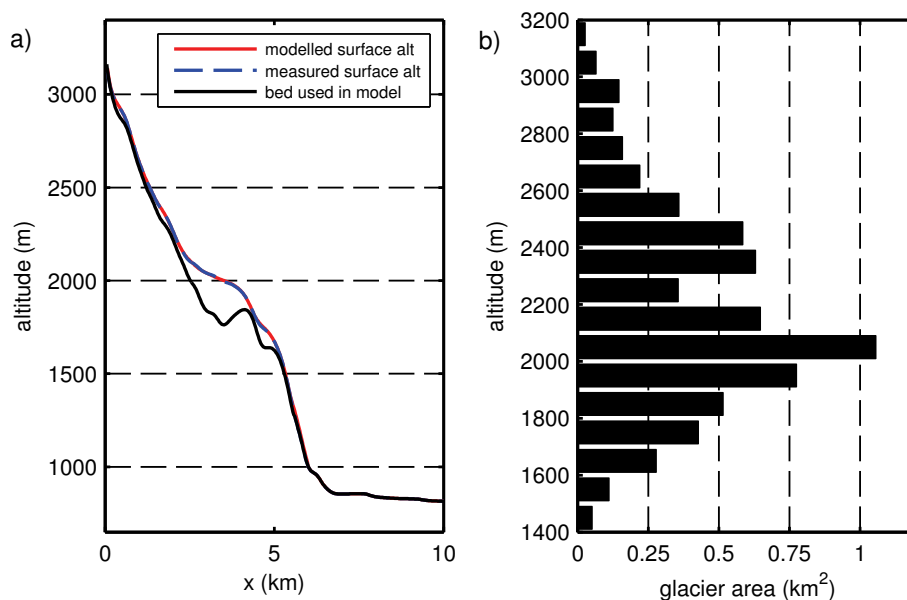 a)
modelled surface alt
measured surface alt
bed used in model
3000
2500
2000
1500
1000
altitude (m)
0
5
10
x (km)
b)
3200
3000
2800
2600
2400
2200
2000
1800
1600
1400
altitude (m)
0
0.25
0.5
0.75
1
glacier area (km²)